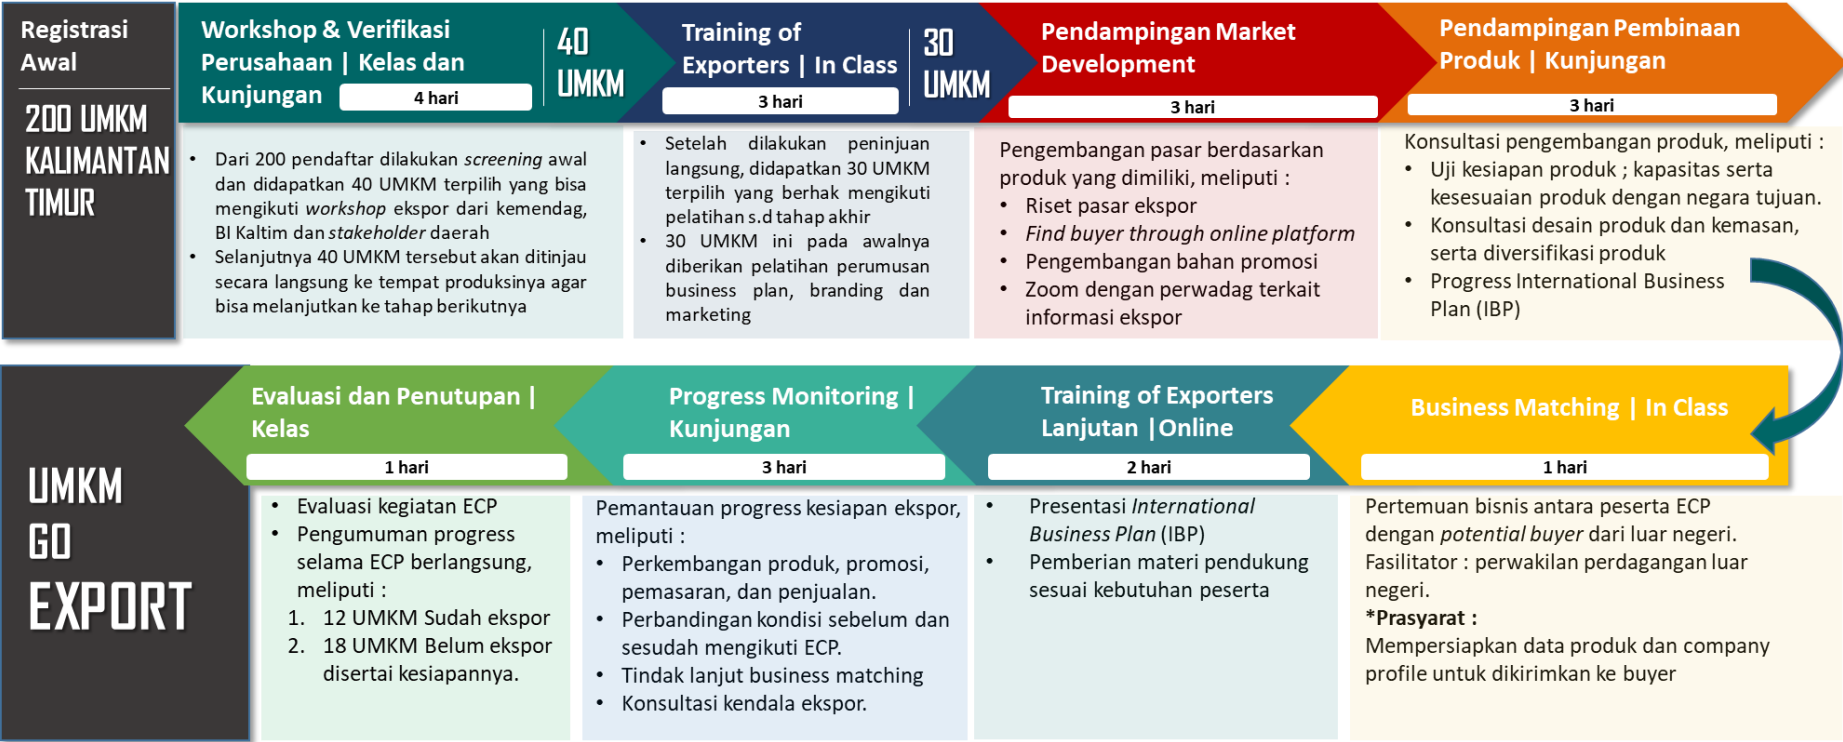 Registrasi
Awal
200 UMKM
KALIMANTAN
TIMUR
Workshop & Verifikasi
Perusahaan | Kelas dan
Kunjungan
4 hari
40
UMKM
Training of
Exporters | In Class
3 hari
30
UMKM
Pendampingan Market
Development
3 hari
Pendampingan Pembinaan
Produk | Kunjungan
3 hari
• Dari 200 pendaftar dilakukan screening awal
dan didapatkan 40 UMKM terpilih yang bisa
mengikuti workshop ekspor dari kemendag,
BI Kaltim dan stakeholder daerah
• Selanjutnya 40 UMKM tersebut akan ditinjau
secara langsung ke tempat produksinya agar
bisa melanjutkan ke tahap berikutnya
• Setelah dilakukan peninjuan
langsung, didapatkan 30 UMKM
terpilih yang berhak mengikuti
pelatihan s.d tahap akhir
• 30 UMKM ini pada awalnya
diberikan pelatihan perumusan
business plan, branding dan
marketing
Pengembangan pasar berdasarkan
produk yang dimiliki, meliputi :
• Riset pasar ekspor
• Find buyer through online platform
• Pengembangan bahan promosi
• Zoom dengan perwadag terkait
informasi ekspor
Konsultasi pengembangan produk, meliputi :
• Uji kesiapan produk ; kapasitas serta
kesesuaian produk dengan negara tujuan.
• Konsultasi desain produk dan kemasan,
serta diversifikasi produk
• Progress International Business
Plan (IBP)
Business Matching | In Class
1 hari
Pertemuan bisnis antara peserta ECP
dengan potential buyer dari luar negeri.
Fasilitator : perwakilan perdagangan luar
negeri.
*Prasyarat :
Mempersiapkan data produk dan company
profile untuk dikirimkan ke buyer
Training of Exporters
Lanjutan |Online
2 hari
• Presentasi International
Business Plan (IBP)
• Pemberian materi pendukung
sesuai kebutuhan peserta
Progress Monitoring |
Kunjungan
3 hari
Pemantauan progress kesiapan ekspor,
meliputi :
• Perkembangan produk, promosi,
pemasaran, dan penjualan.
• Perbandingan kondisi sebelum dan
sesudah mengikuti ECP.
• Tindak lanjut business matching
• Konsultasi kendala ekspor.
Evaluasi dan Penutupan |
Kelas
1 hari
• Evaluasi kegiatan ECP
• Pengumuman progress
selama ECP berlangsung,
meliputi :
1. 12 UMKM Sudah ekspor
2. 18 UMKM Belum ekspor
disertai kesiapannya.
UMKM
GO
EXPORT